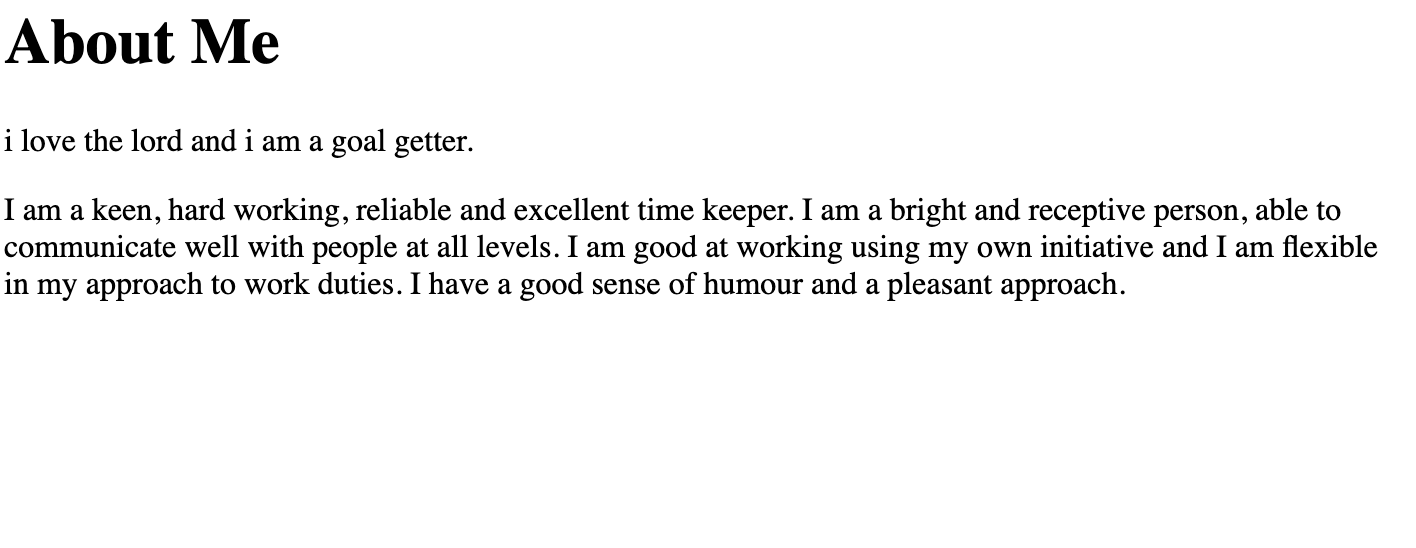 About Me
i love the lord and i am a goal getter.
I am a keen, hard working, reliable and excellent time keeper. I am a bright and receptive person, able to
communicate well with people at all levels. I am good at working using my own initiative and I am flexible
in my approach to work duties. I have a good sense of humour and a pleasant approach.